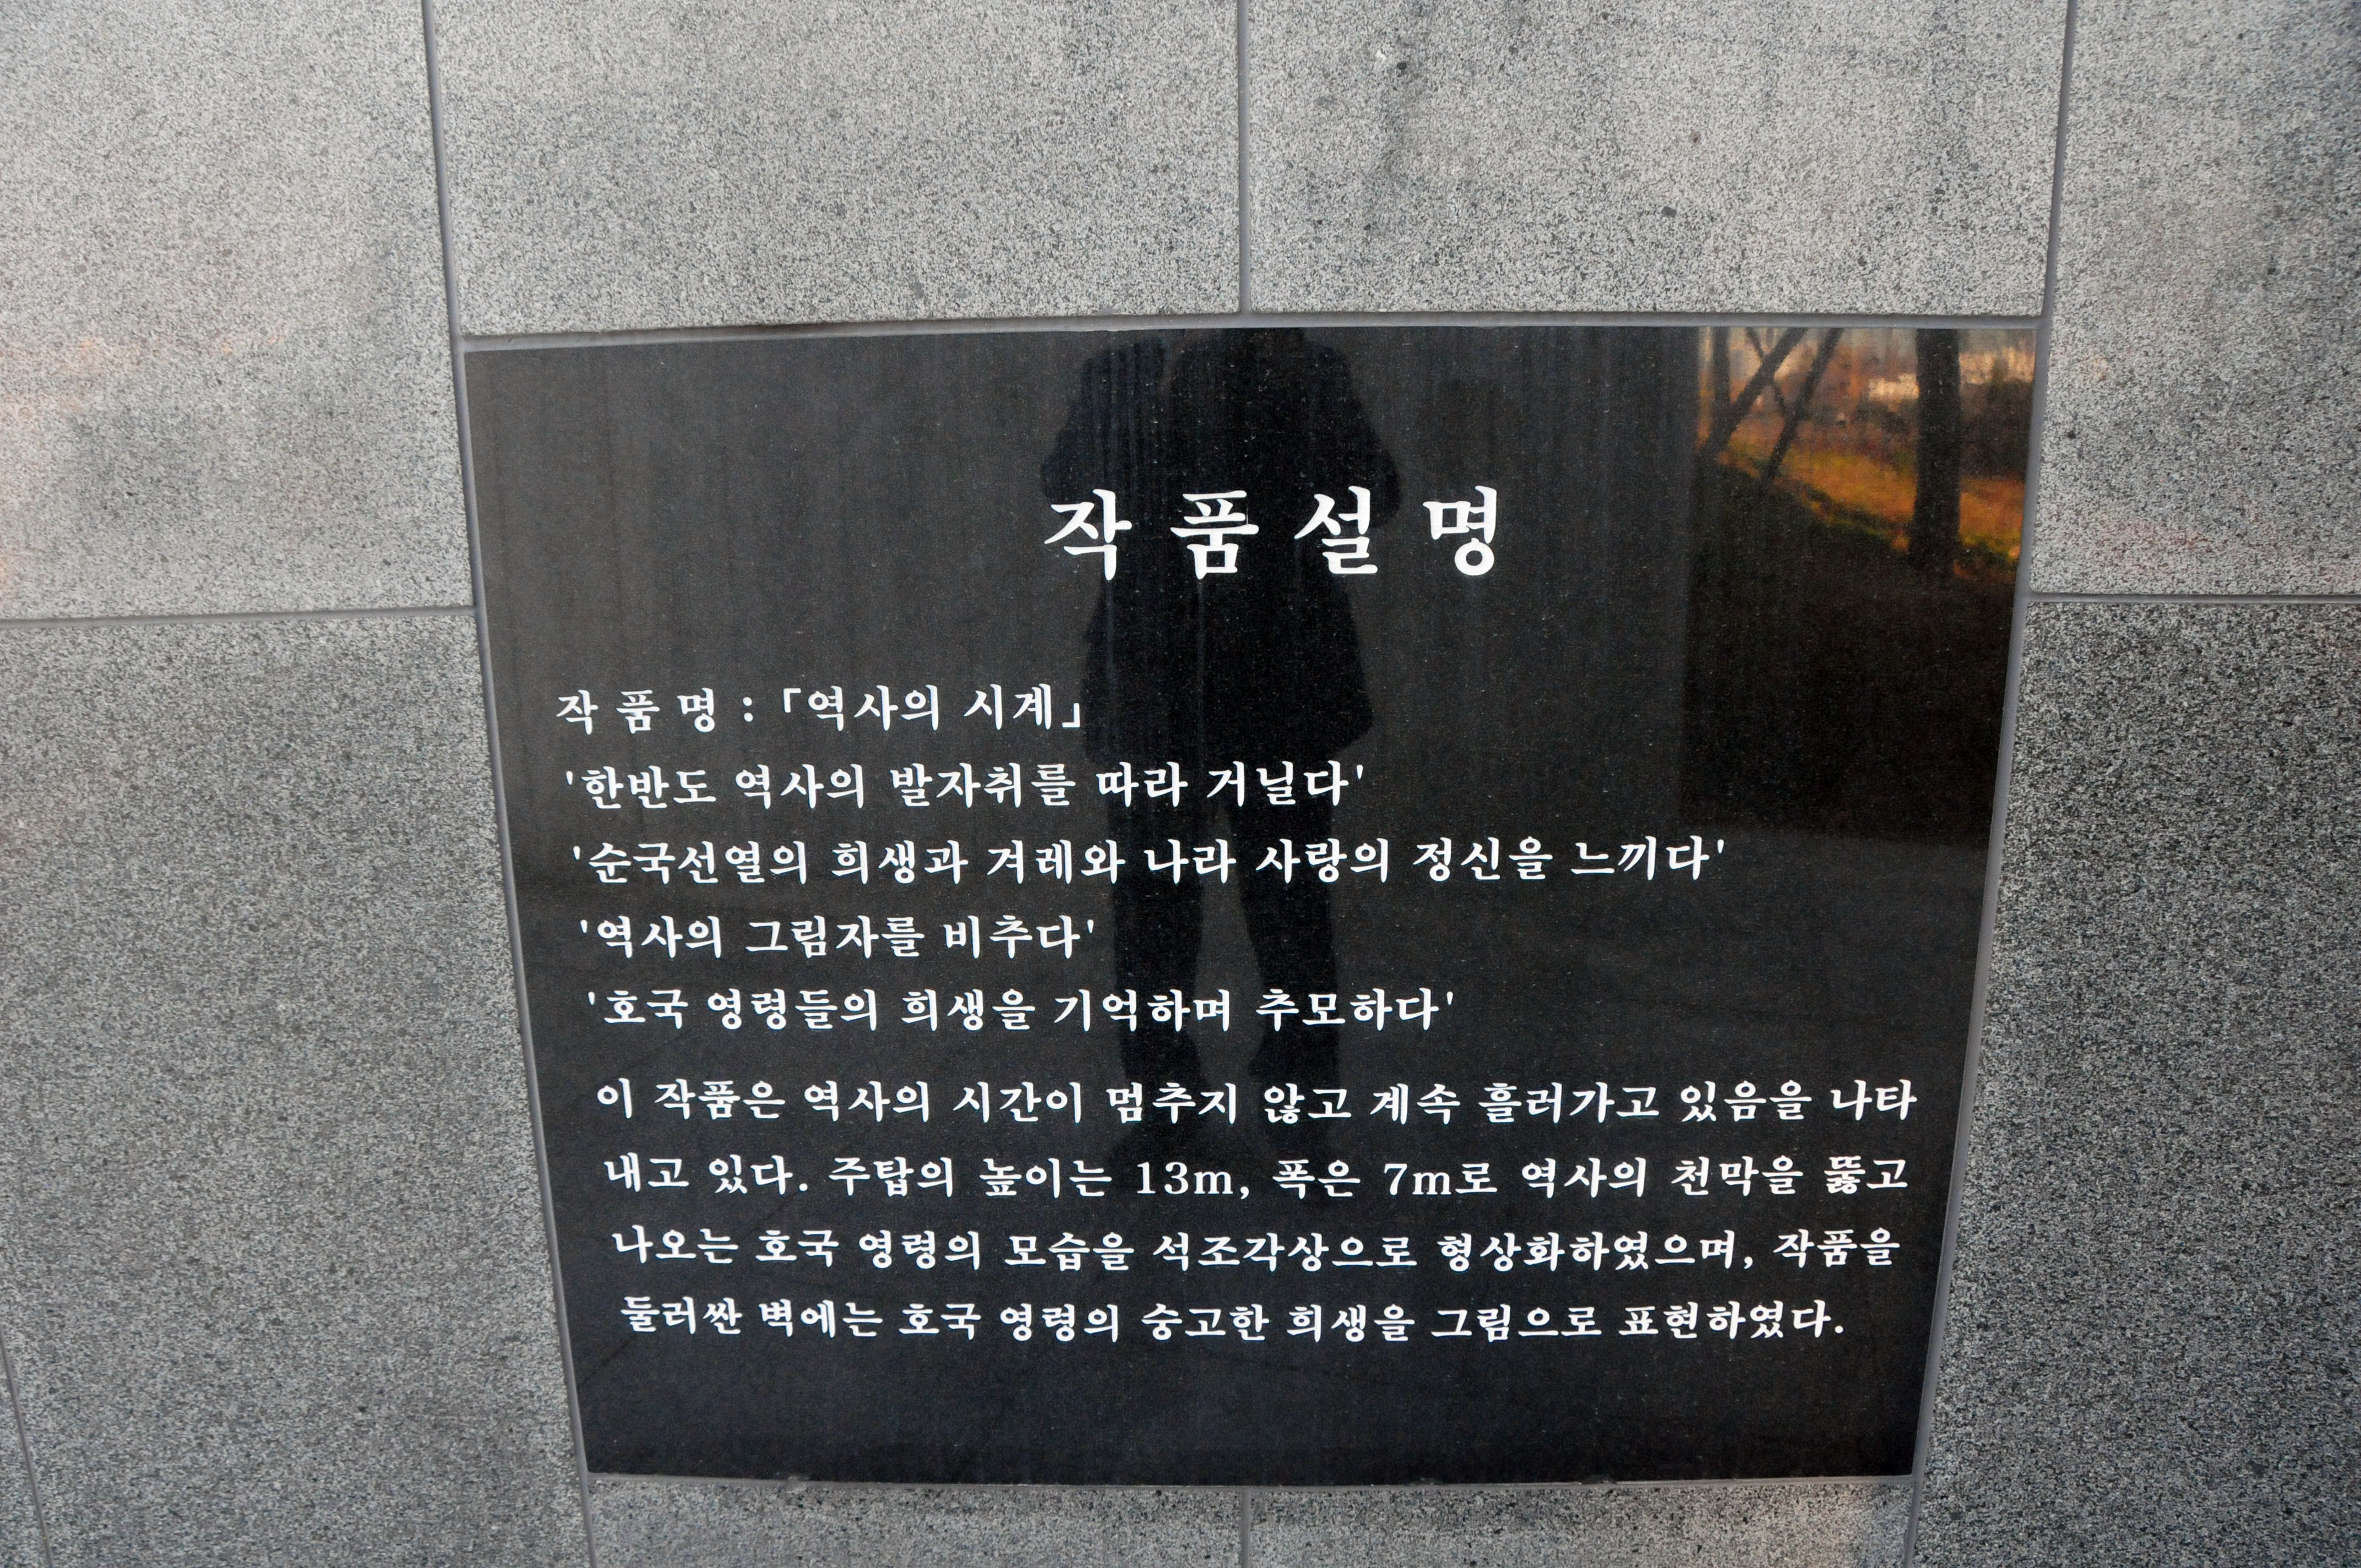 작 품 설 명
작 품 명 : 「역사의 시계」
'한반도 역사의 발자취를 따라 거닐다'
'순국선열의 희생과 겨레와 나라 사랑의 정신을 느끼다'
'역사의 그림자를 비추다'
'호국 영령들의 희생을 기억하며 추모하다'
이 작품은 역사의 시간이 멈추지 않고 계속 흘러가고 있음을 나타
내고 있다. 주탑의 높이는 13m, 폭은 7m로 역사의 천막을 뚫고
나오는 호국 영령의 모습을 석조각상으로 형상화하였으며, 작품을
둘러싼 벽에는 호국 영령의 숭고한 희생을 그림으로 표현하였다.